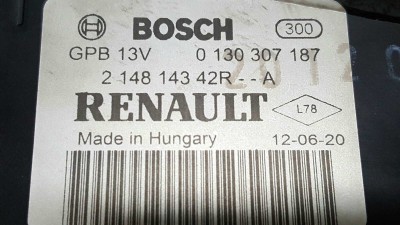 BOSCH 300
GPB 13V 0 130 307 187
2 148 143 42R - - A
RENAULT L78
Made in Hungary 12-06-20